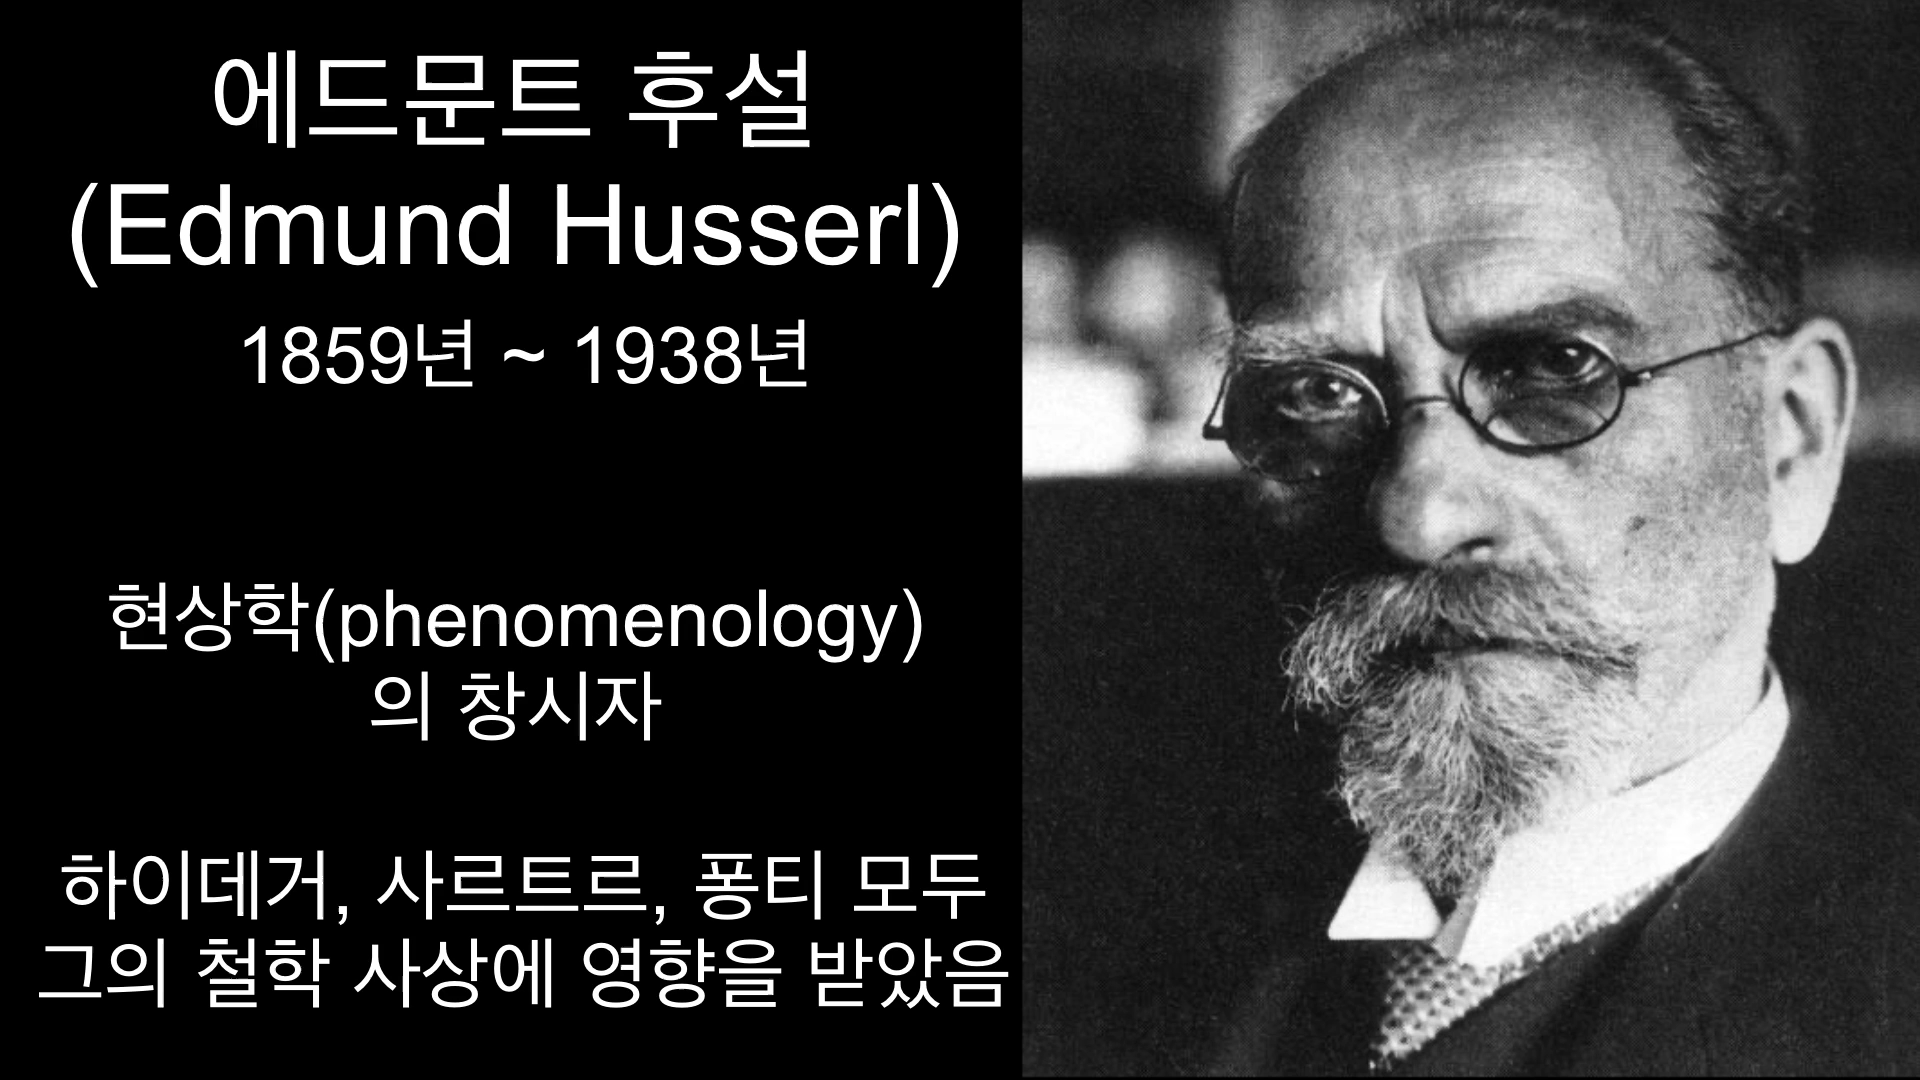 에드문트 후설
(Edmund Husserl)
1859년 ~ 1938년
현상학(phenomenology)
의 창시자
하이데거, 사르트르, 퐁티 모두
그의 철학 사상에 영향을 받았음